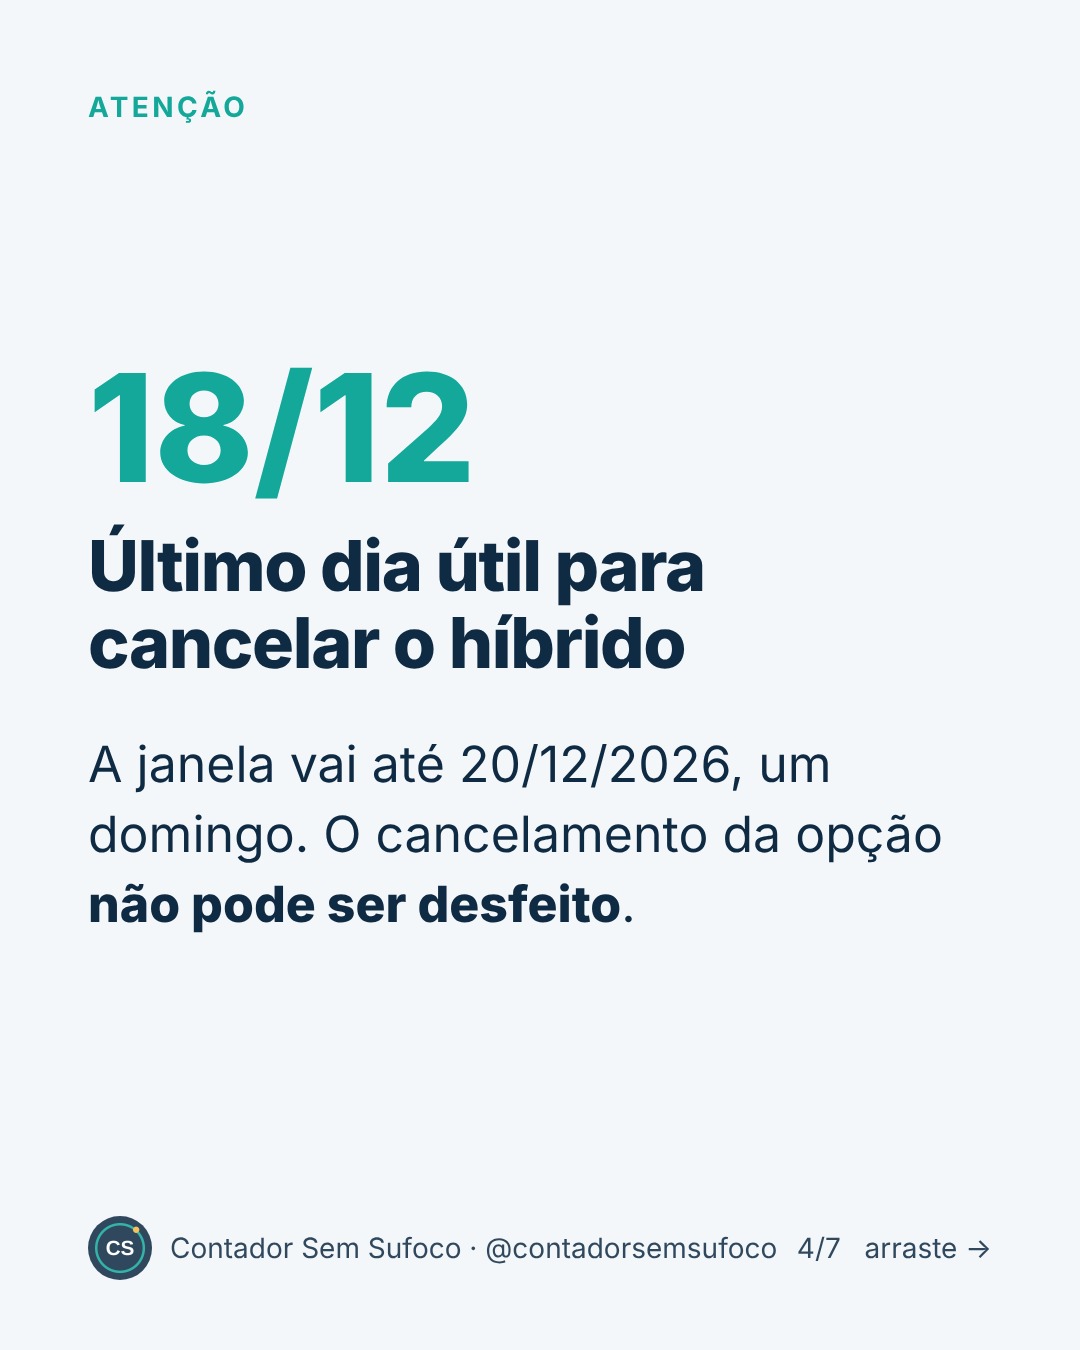 ATENÇÃO
18/12
Último dia útil para
cancelar o híbrido
A janela vai até 20/12/2026, um
domingo. O cancelamento da opção
não pode ser desfeito.
CS Contador Sem Sufoco · @contadorsemsufoco 4/7 arraste →